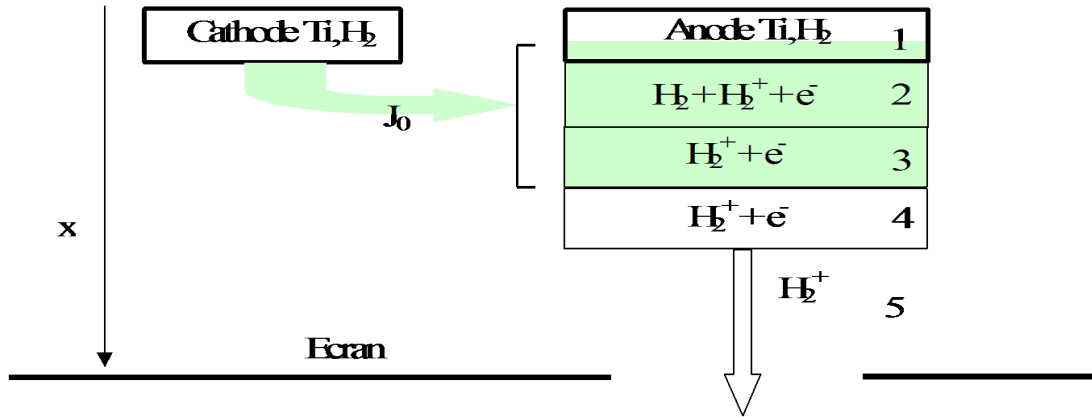 Cathode Ti,H₂
Anode Ti,H₂ 1
H₂+H₂⁺+e⁻ 2
J₀
H₂⁺+e⁻ 3
x
H₂⁺+e⁻ 4
H₂⁺
5
Ecran